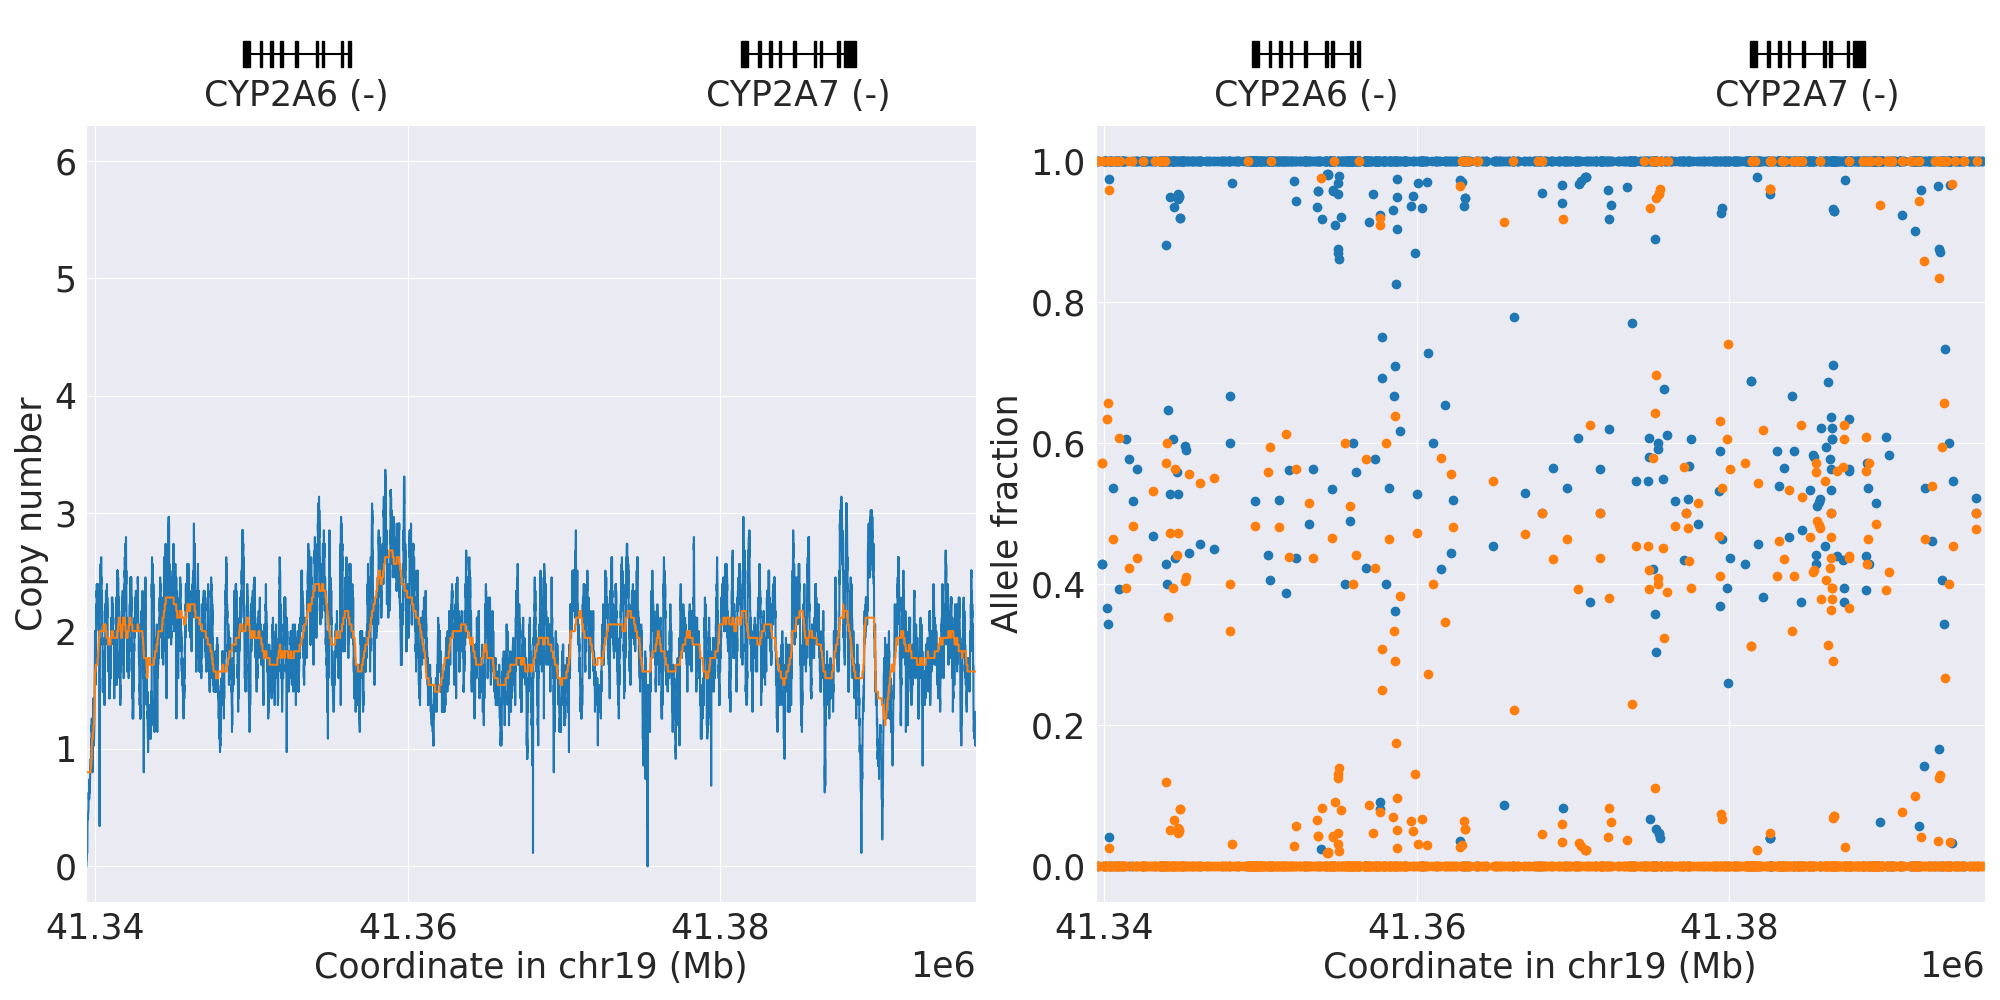 CYP2A6 (-)
CYP2A7 (-)
CYP2A6 (-)
CYP2A7 (-)
Copy number
6
5
4
3
2
1
0
41.34
41.36
41.38
Coordinate in chr19 (Mb)
1e6
Allele fraction
1.0
0.8
0.6
0.4
0.2
0.0
41.34
41.36
41.38
Coordinate in chr19 (Mb)
1e6